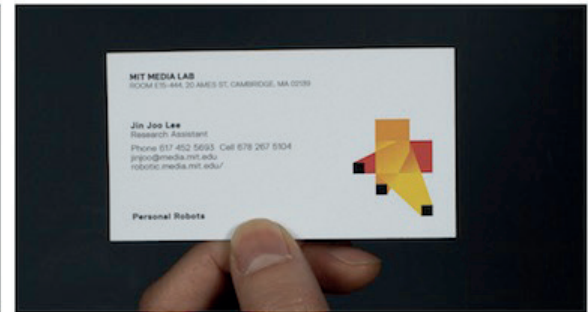 MIT MEDIA LAB
ROOM E15-444, 20 AMES ST, CAMBRIDGE, MA 02139
Jin Joo Lee
Research Assistant
Phone 617 452 5693 Cell 678 267 5104
jinjoo@media.mit.edu
robotic.media.mit.edu/
Personal Robots